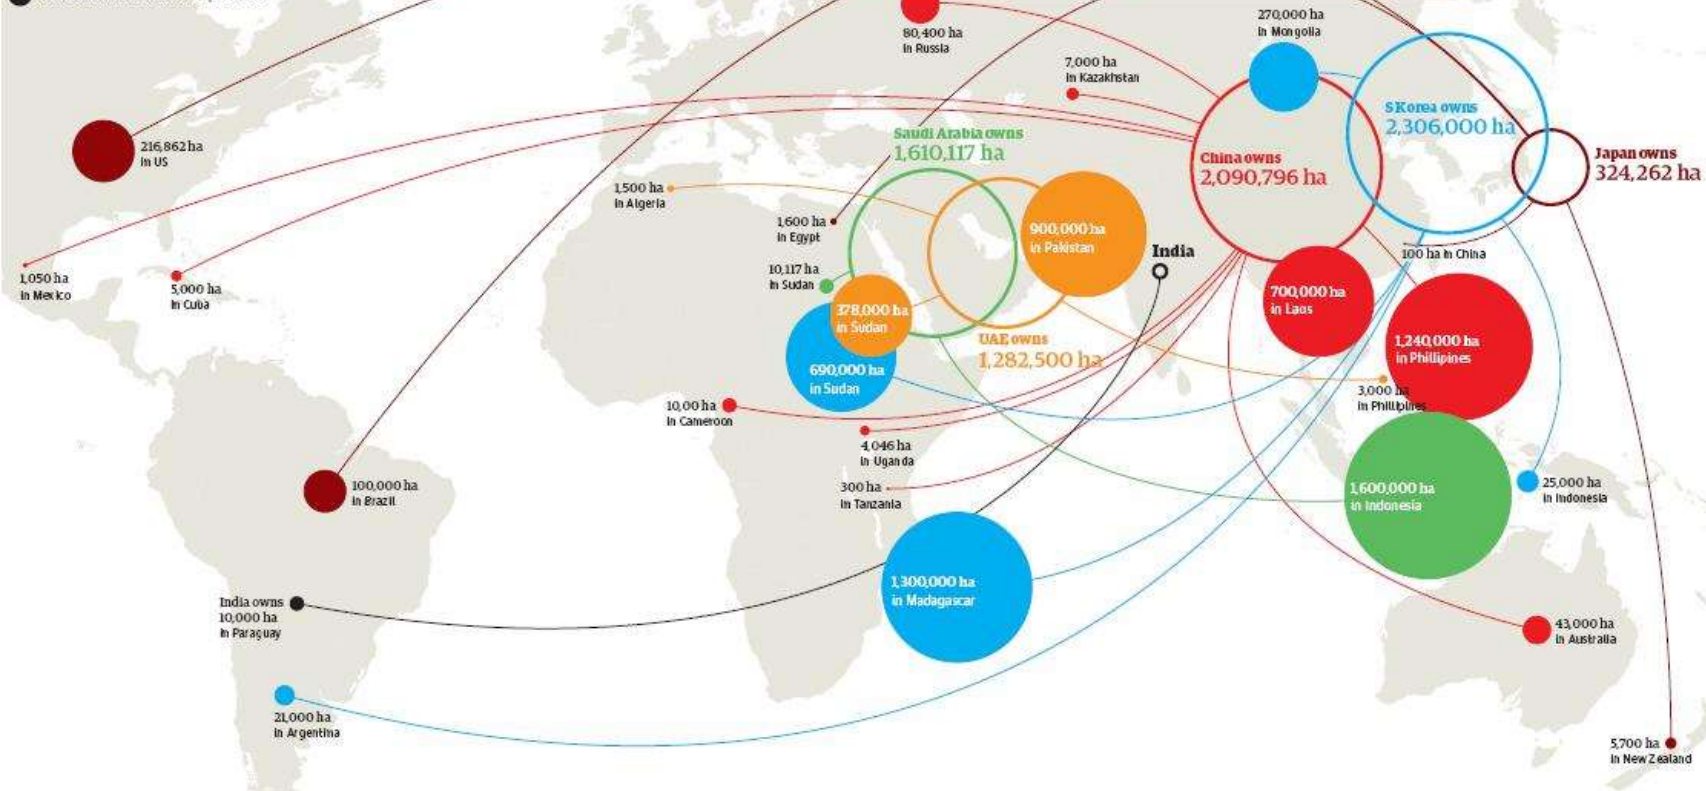 270,000 ha
in Mongolia
80,400 ha
in Russia
7,000 ha
in Kazakhstan
S Korea owns
2,306,000 ha
216,862 ha
in US
Saudi Arabia owns
1,610,117 ha
China owns
2,090,796 ha
Japan owns
324,262 ha
1,500 ha
in Algeria
1,600 ha
in Egypt
900,000 ha
in Pakistan
India
100 ha in China
1,050 ha
in Mexico
5,000 ha
in Cuba
10,117 ha
in Sudan
378,000 ha
in Sudan
700,000 ha
in Laos
UAE owns
1,282,500 ha
1,240,000 ha
in Phillipines
690,000 ha
in Sudan
3,000 ha
in Phillipines
10,00 ha
in Cameroon
4,046 ha
in Uganda
300 ha
in Tanzania
100,000 ha
in Brazil
1,600,000 ha
in Indonesia
25,000 ha
in Indonesia
1,300,000 ha
in Madagascar
India owns
10,000 ha
in Paraguay
43,000 ha
in Australia
21,000 ha
in Argentina
5,700 ha
in New Zealand